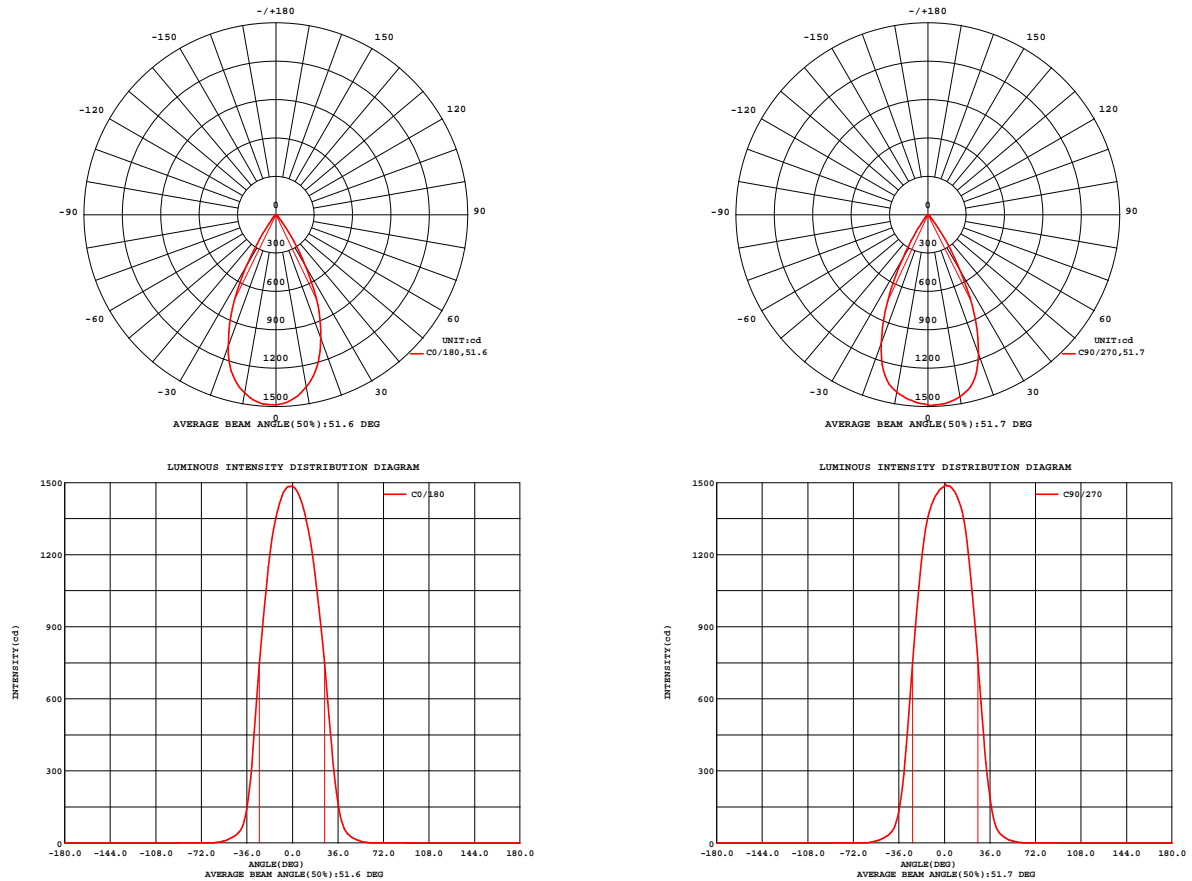 -/+180
-150
150
-120
120
-90
90
0
300
600
900
1200
1500
-60
60
-30
30
0
UNIT:cd
C0/180,51.6
AVERAGE BEAM ANGLE(50%):51.6 DEG
-/+180
-150
150
-120
120
-90
90
0
300
600
900
1200
1500
-60
60
-30
30
0
UNIT:cd
C90/270,51.7
AVERAGE BEAM ANGLE(50%):51.7 DEG
LUMINOUS INTENSITY DISTRIBUTION DIAGRAM
C0/180
INTENSITY(cd)
1500
1200
900
600
300
0
-180.0 -144.0 -108.0 -72.0 -36.0 0.0 36.0 72.0 108.0 144.0 180.0
ANGLE(DEG)
AVERAGE BEAM ANGLE(50%):51.6 DEG
LUMINOUS INTENSITY DISTRIBUTION DIAGRAM
C90/270
INTENSITY(cd)
1500
1200
900
600
300
0
-180.0 -144.0 -108.0 -72.0 -36.0 0.0 36.0 72.0 108.0 144.0 180.0
ANGLE(DEG)
AVERAGE BEAM ANGLE(50%):51.7 DEG